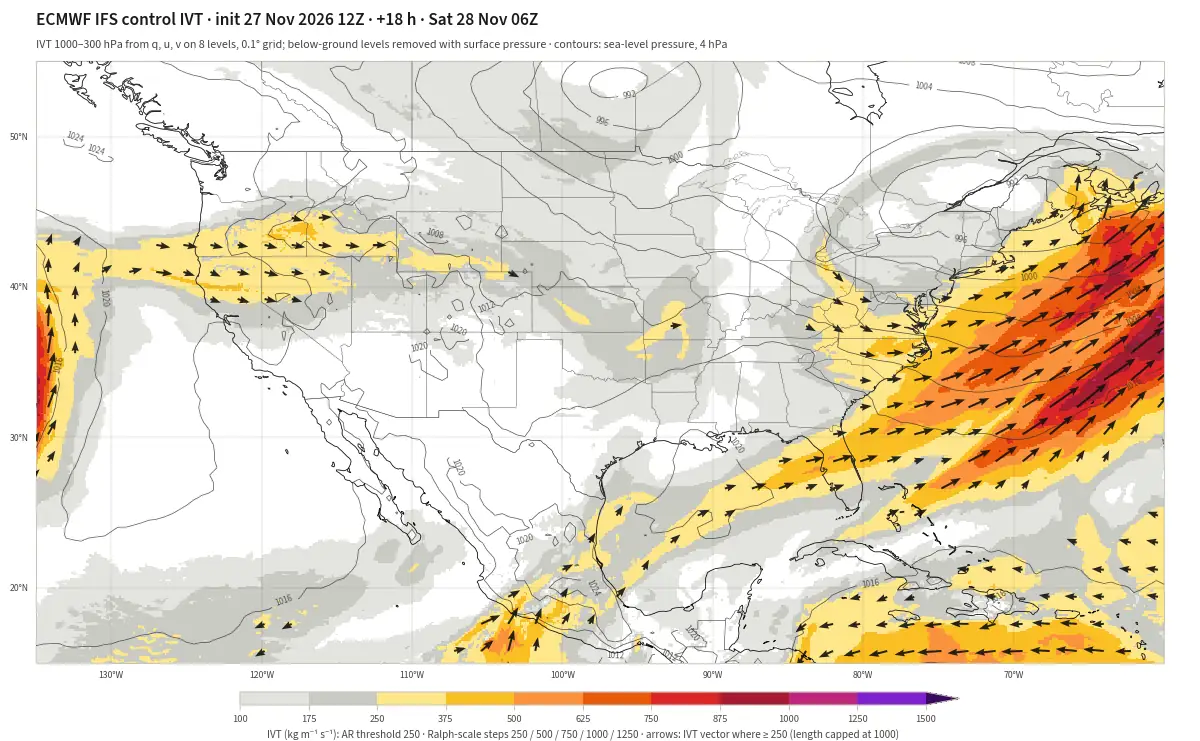 ECMWF IFS control IVT · init 27 Nov 2026 12Z · +18 h · Sat 28 Nov 06Z
IVT 1000–300 hPa from q, u, v on 8 levels, 0.1° grid; below-ground levels removed with surface pressure · contours: sea-level pressure, 4 hPa
1004
992
1024
1024
996
50°N
1000
992
1008
996
1000
40°N
1020
1012
1020
1020
1016
30°N
1020
1020
1020
1024
1016
20°N
1016
1020
1012
130°W
120°W
110°W
100°W
90°W
80°W
70°W
100
175
250
375
500
625
750
875
1000
1250
1500
IVT (kg m⁻¹ s⁻¹): AR threshold 250 · Ralph-scale steps 250 / 500 / 750 / 1000 / 1250 · arrows: IVT vector where ≥ 250 (length capped at 1000)